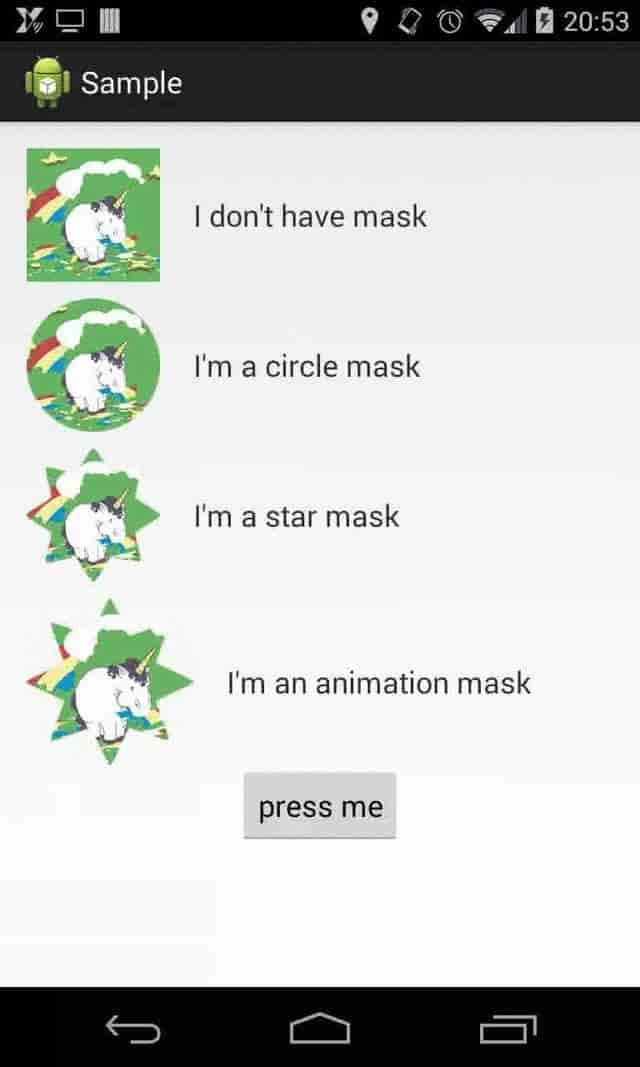 20:53
Sample
I don't have mask
I'm a circle mask
I'm a star mask
I'm an animation mask
press me